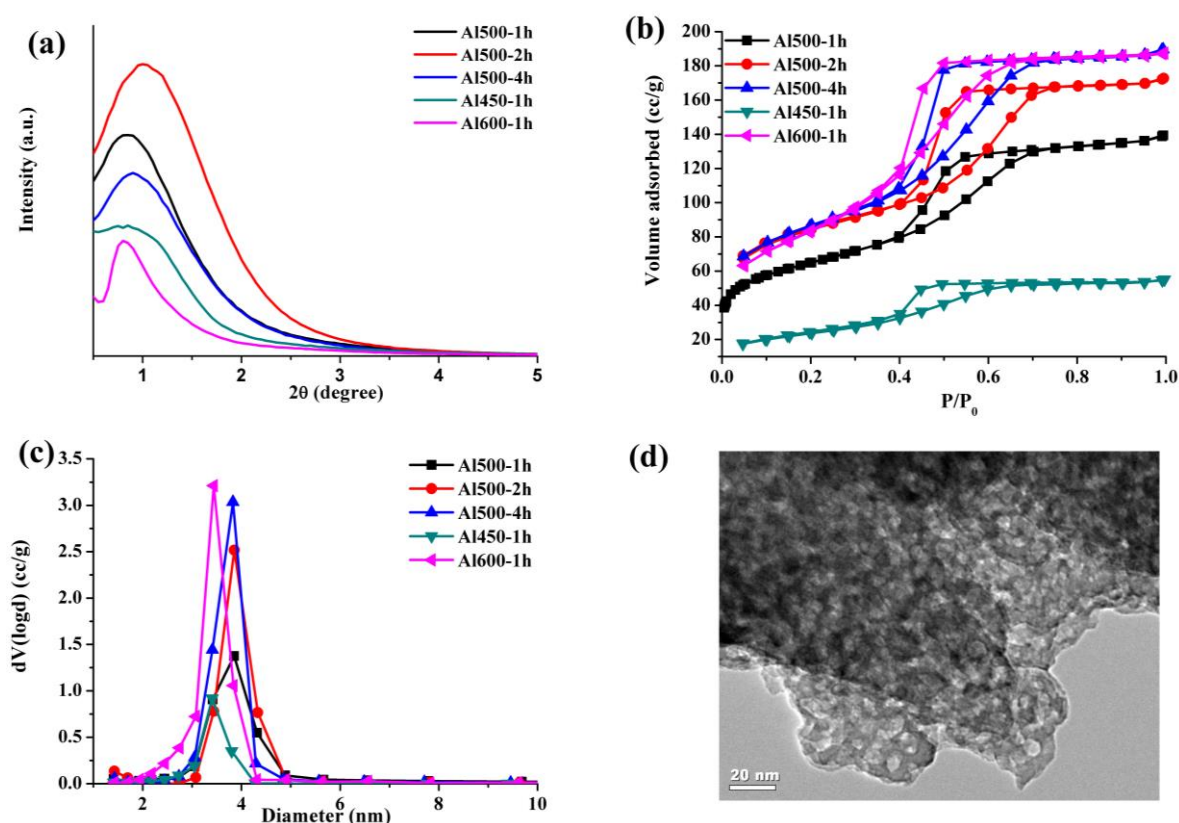 (a)
Al500-1h
Al500-2h
Al500-4h
Al450-1h
Al600-1h
Intensity (a.u.)
1 2 3 4 5
2θ (degree)
(b)
Al500-1h
Al500-2h
Al500-4h
Al450-1h
Al600-1h
Volume adsorbed (cc/g)
200
180
160
140
120
100
80
60
40
20
0.0 0.2 0.4 0.6 0.8 1.0
P/P0
(c)
Al500-1h
Al500-2h
Al500-4h
Al450-1h
Al600-1h
dV(logd) (cc/g)
3.5
3.0
2.5
2.0
1.5
1.0
0.5
0.0
2 4 6 8 10
Diameter (nm)
(d)
20 nm